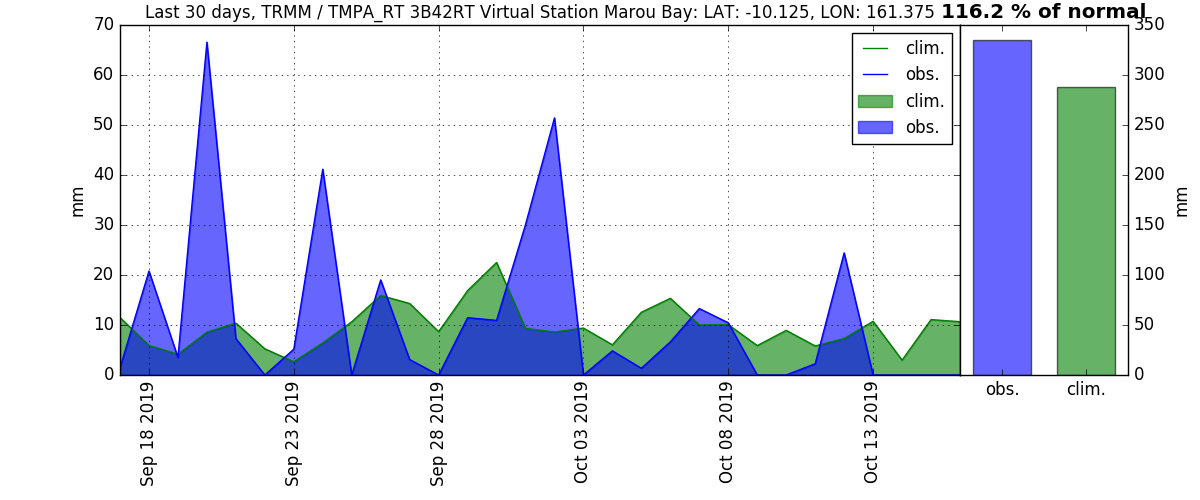 Last 30 days, TRMM / TMPA_RT 3B42RT Virtual Station Marou Bay: LAT: -10.125, LON: 161.375 116.2 % of normal
70
60
50
40
30
20
10
0
mm
clim.
obs.
clim.
obs.
350
300
250
200
150
100
50
0
mm
obs.
clim.
Sep 18 2019
Sep 23 2019
Sep 28 2019
Oct 03 2019
Oct 08 2019
Oct 13 2019